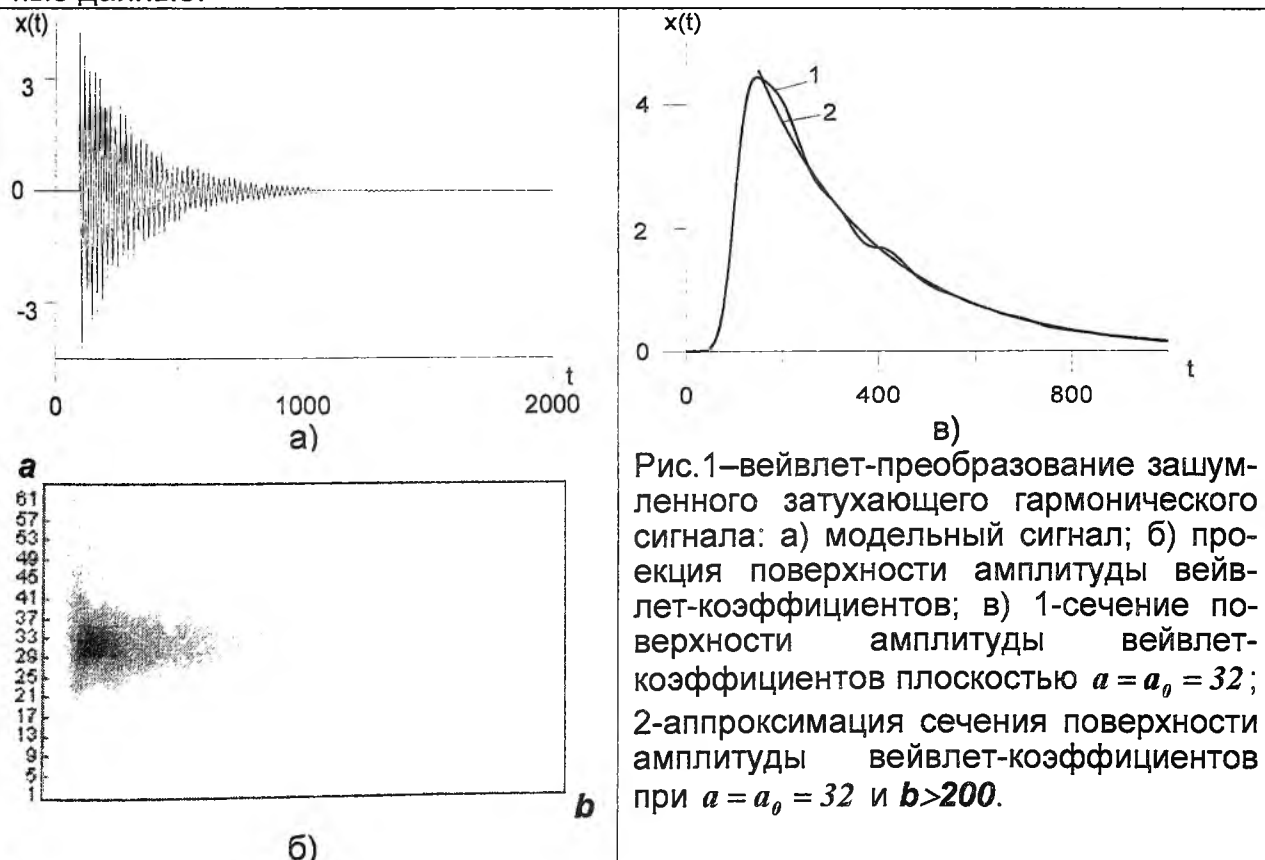 x(t)
3
0
-3
t
0 1000 2000
а)
a
61
57
53
49
45
41
37
33
29
25
21
17
13
9
5
1
b
б)
x(t)
1
2
4
2
0
t
0 400 800
в)
Рис.1–вейвлет-преобразование зашум-
ленного затухающего гармонического
сигнала: а) модельный сигнал; б) про-
екция поверхности амплитуды вейв-
лет-коэффициентов; в) 1-сечение по-
верхности амплитуды вейвлет-
коэффициентов плоскостью a = a₀ = 32;
2-аппроксимация сечения поверхности
амплитуды вейвлет-коэффициентов
при a = a₀ = 32 и b>200.